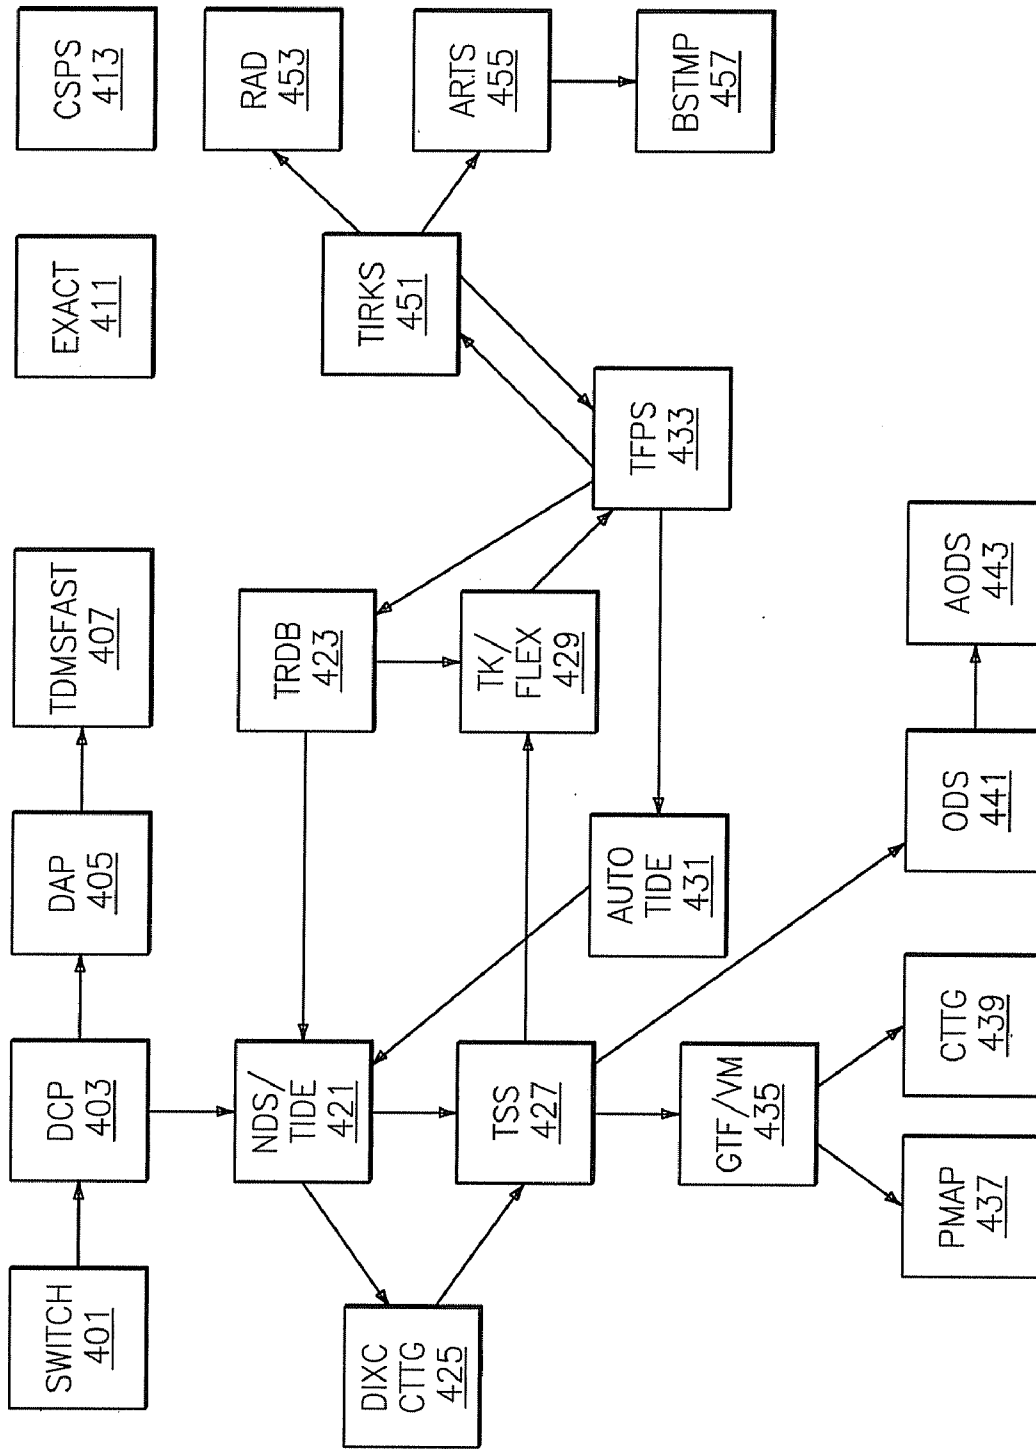 SWITCH
401
DCP
403
DAP
405
TDMSFAST
407
EXACT
411
CSPS
413
NDS/
TIDE
421
TRDB
423
RAD
453
DIXC
CTTG
425
TIRKS
451
TSS
427
TK/
FLEX
429
ARTS
455
AUTO
TIDE
431
TFPS
433
BSTMP
457
GTF/VM
435
PMAP
437
CTTG
439
ODS
441
AODS
443